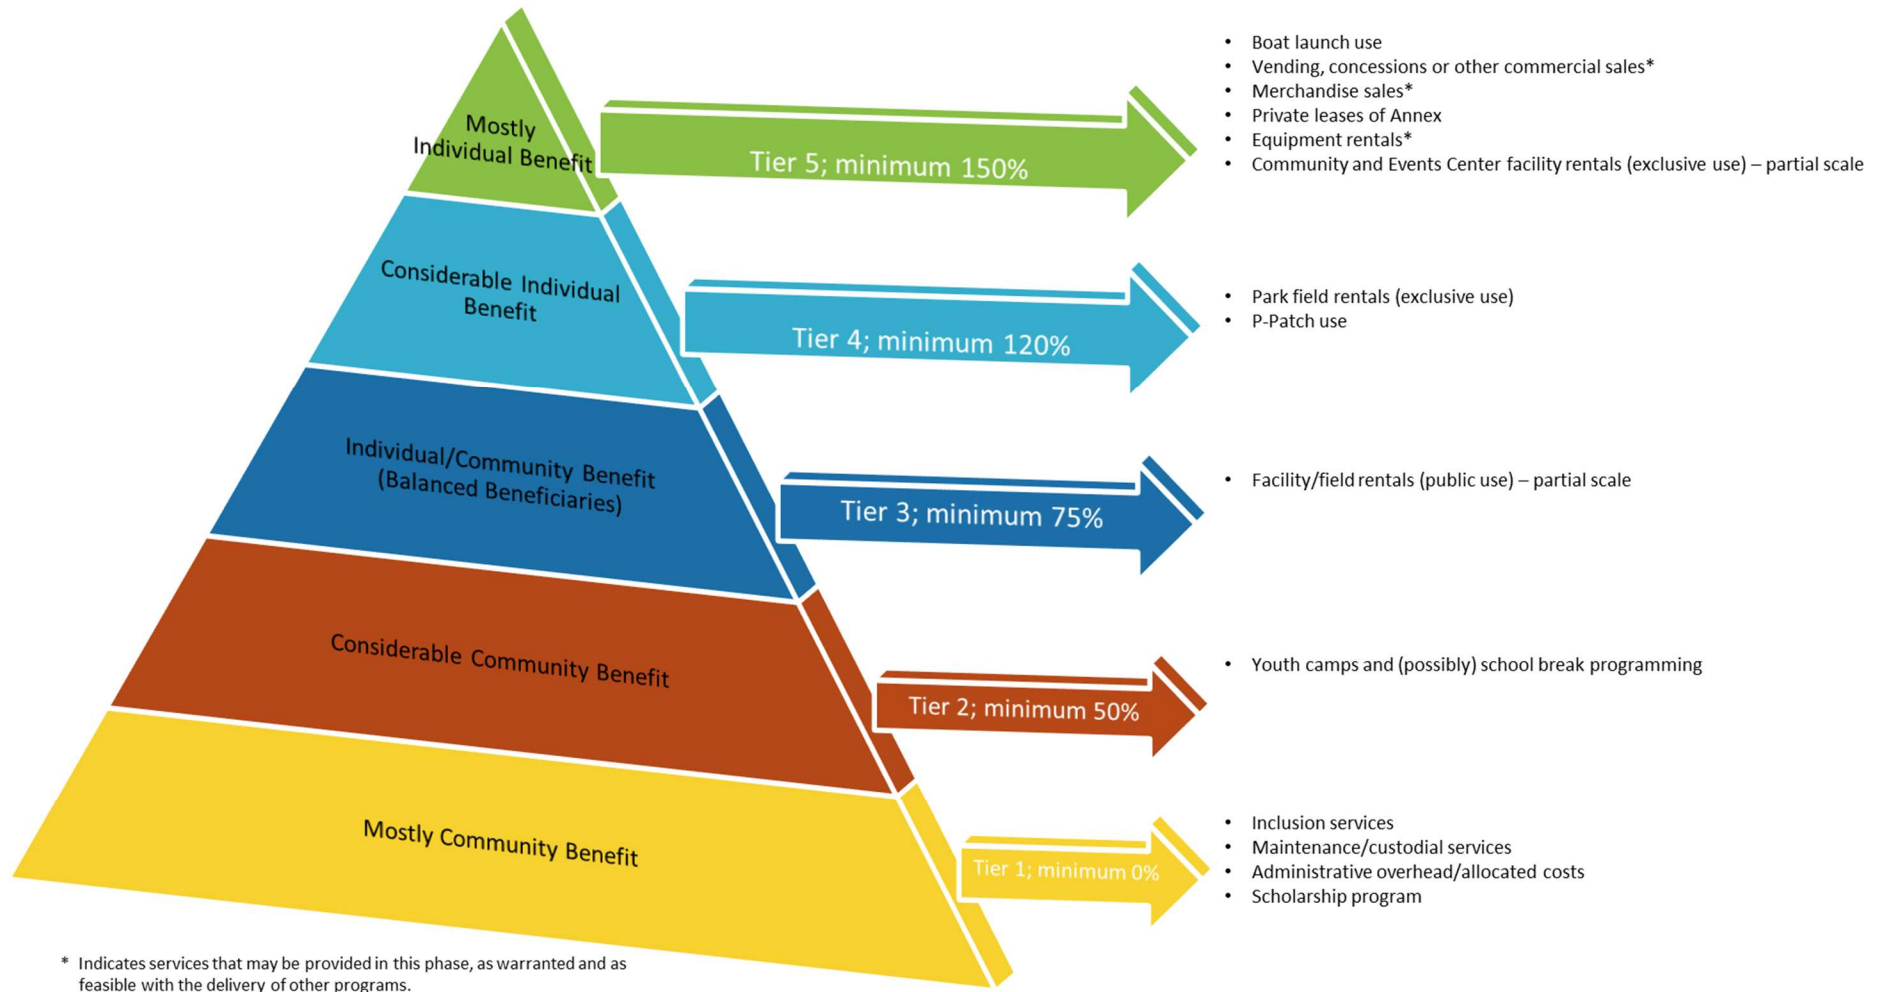 Mostly
Individual Benefit
Tier 5; minimum 150%
• Boat launch use
• Vending, concessions or other commercial sales*
• Merchandise sales*
• Private leases of Annex
• Equipment rentals*
• Community and Events Center facility rentals (exclusive use) – partial scale
Considerable Individual
Benefit
Tier 4; minimum 120%
• Park field rentals (exclusive use)
• P-Patch use
Individual/Community Benefit
(Balanced Beneficiaries)
Tier 3; minimum 75%
• Facility/field rentals (public use) – partial scale
Considerable Community Benefit
Tier 2; minimum 50%
• Youth camps and (possibly) school break programming
Mostly Community Benefit
Tier 1; minimum 0%
• Inclusion services
• Maintenance/custodial services
• Administrative overhead/allocated costs
• Scholarship program
* Indicates services that may be provided in this phase, as warranted and as
feasible with the delivery of other programs.